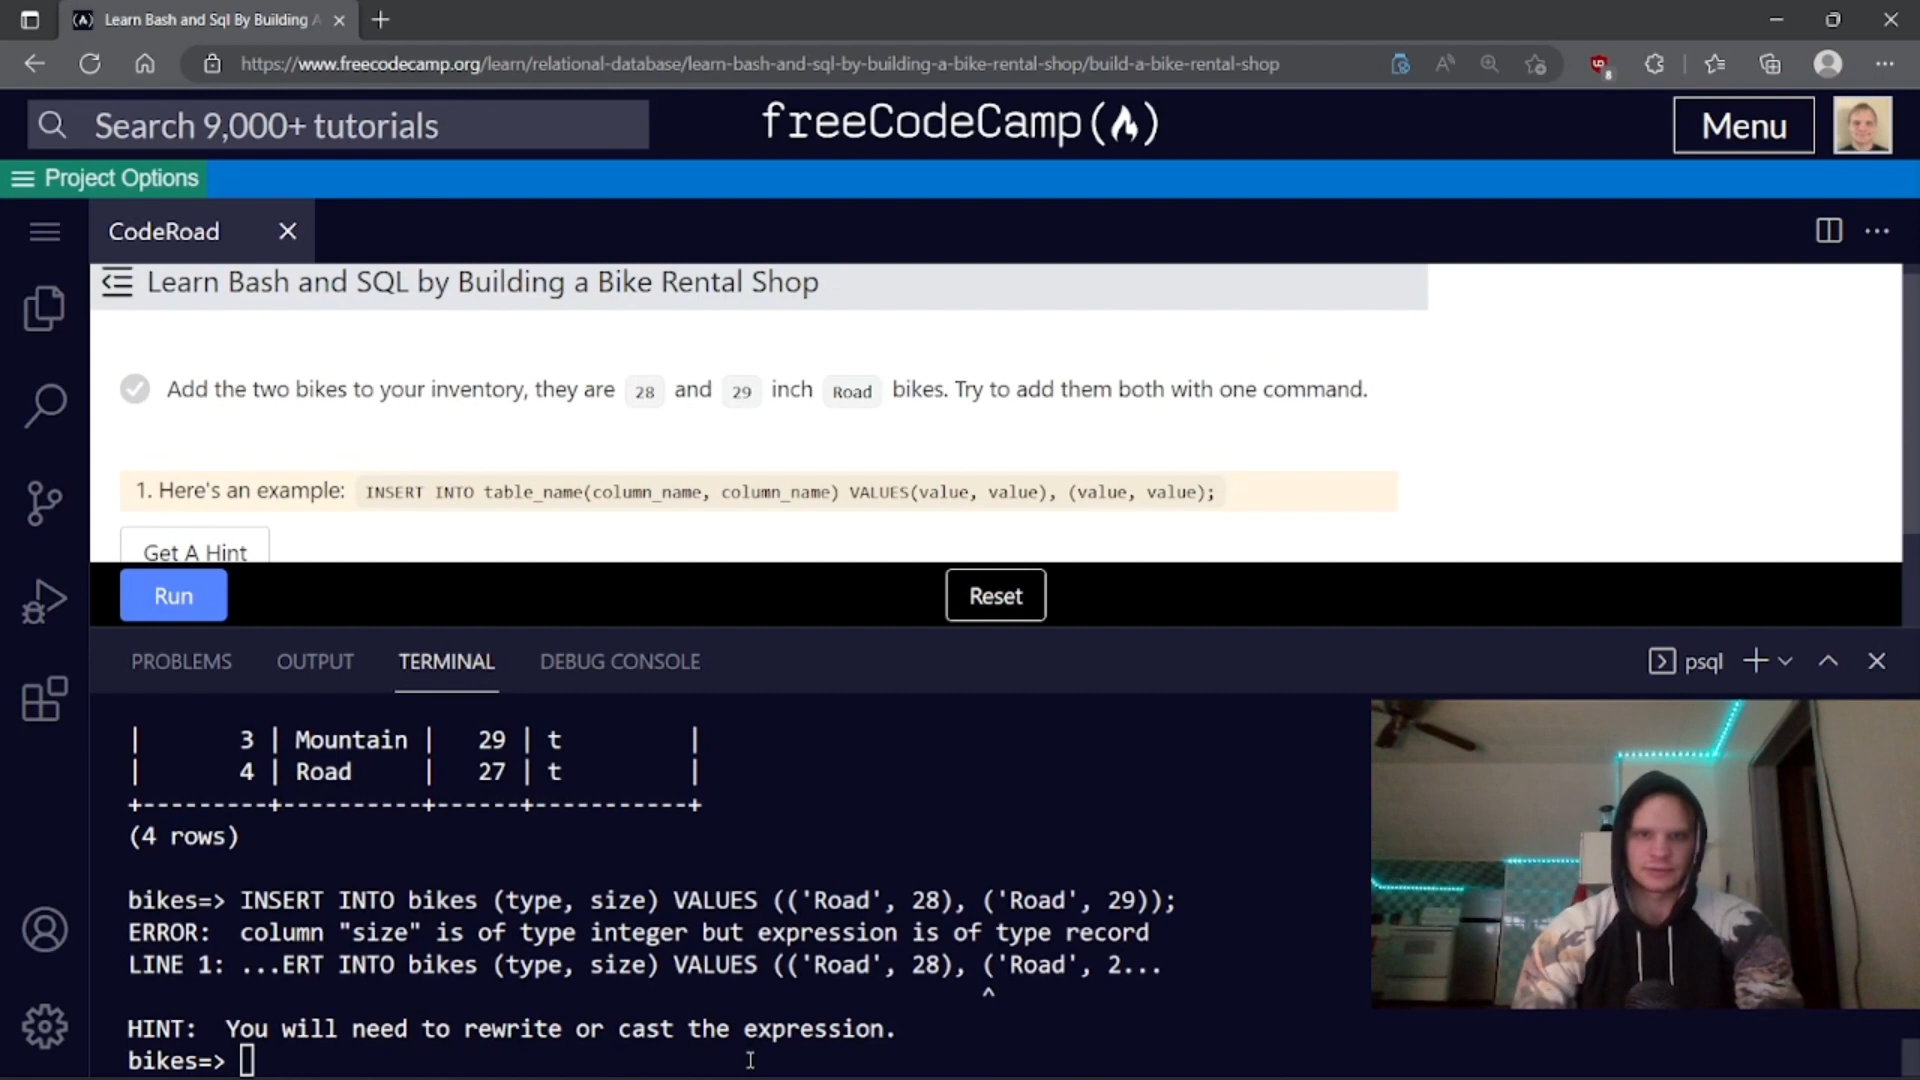 Learn Bash and Sql By Building A
https://www.freecodecamp.org/learn/relational-database/learn-bash-and-sql-by-building-a-bike-rental-shop/build-a-bike-rental-shop
8
Search 9,000+ tutorials
freeCodeCamp
Menu
Project Options
CodeRoad
Learn Bash and SQL by Building a Bike Rental Shop
Add the two bikes to your inventory, they are 28 and 29 inch Road bikes. Try to add them both with one command.
1. Here's an example: INSERT INTO table_name(column_name, column_name) VALUES(value, value), (value, value);
Get A Hint
Run
Reset
PROBLEMS OUTPUT TERMINAL DEBUG CONSOLE
psql
| 3 | Mountain | 29 | t |
| 4 | Road | 27 | t |
+---------+----------+------+-----------+
(4 rows)
bikes=> INSERT INTO bikes (type, size) VALUES (('Road', 28), ('Road', 29));
ERROR: column "size" is of type integer but expression is of type record
LINE 1: ...ERT INTO bikes (type, size) VALUES (('Road', 28), ('Road', 2...
^
HINT: You will need to rewrite or cast the expression.
bikes=>